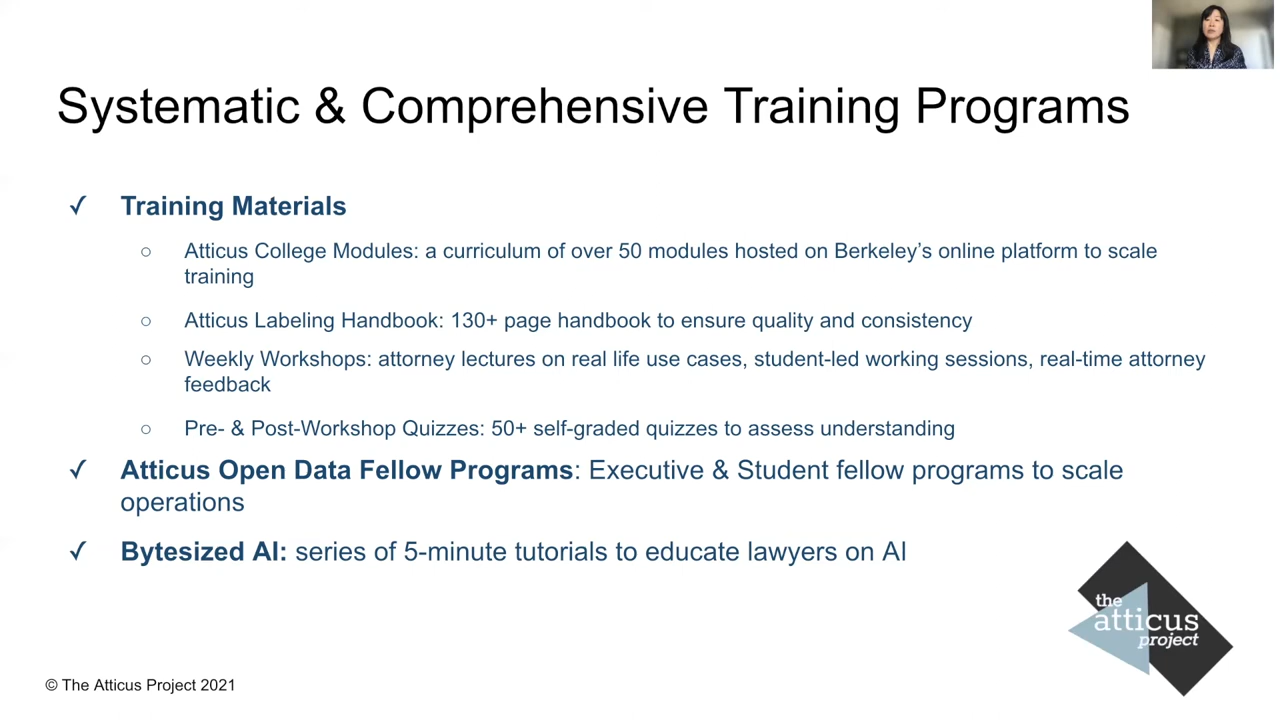 Systematic & Comprehensive Training Programs
✓ Training Materials
○ Atticus College Modules: a curriculum of over 50 modules hosted on Berkeley's online platform to scale
training
○ Atticus Labeling Handbook: 130+ page handbook to ensure quality and consistency
○ Weekly Workshops: attorney lectures on real life use cases, student-led working sessions, real-time attorney
feedback
○ Pre- & Post-Workshop Quizzes: 50+ self-graded quizzes to assess understanding
✓ Atticus Open Data Fellow Programs: Executive & Student fellow programs to scale
operations
✓ Bytesized AI: series of 5-minute tutorials to educate lawyers on AI
the
atticus
project
© The Atticus Project 2021